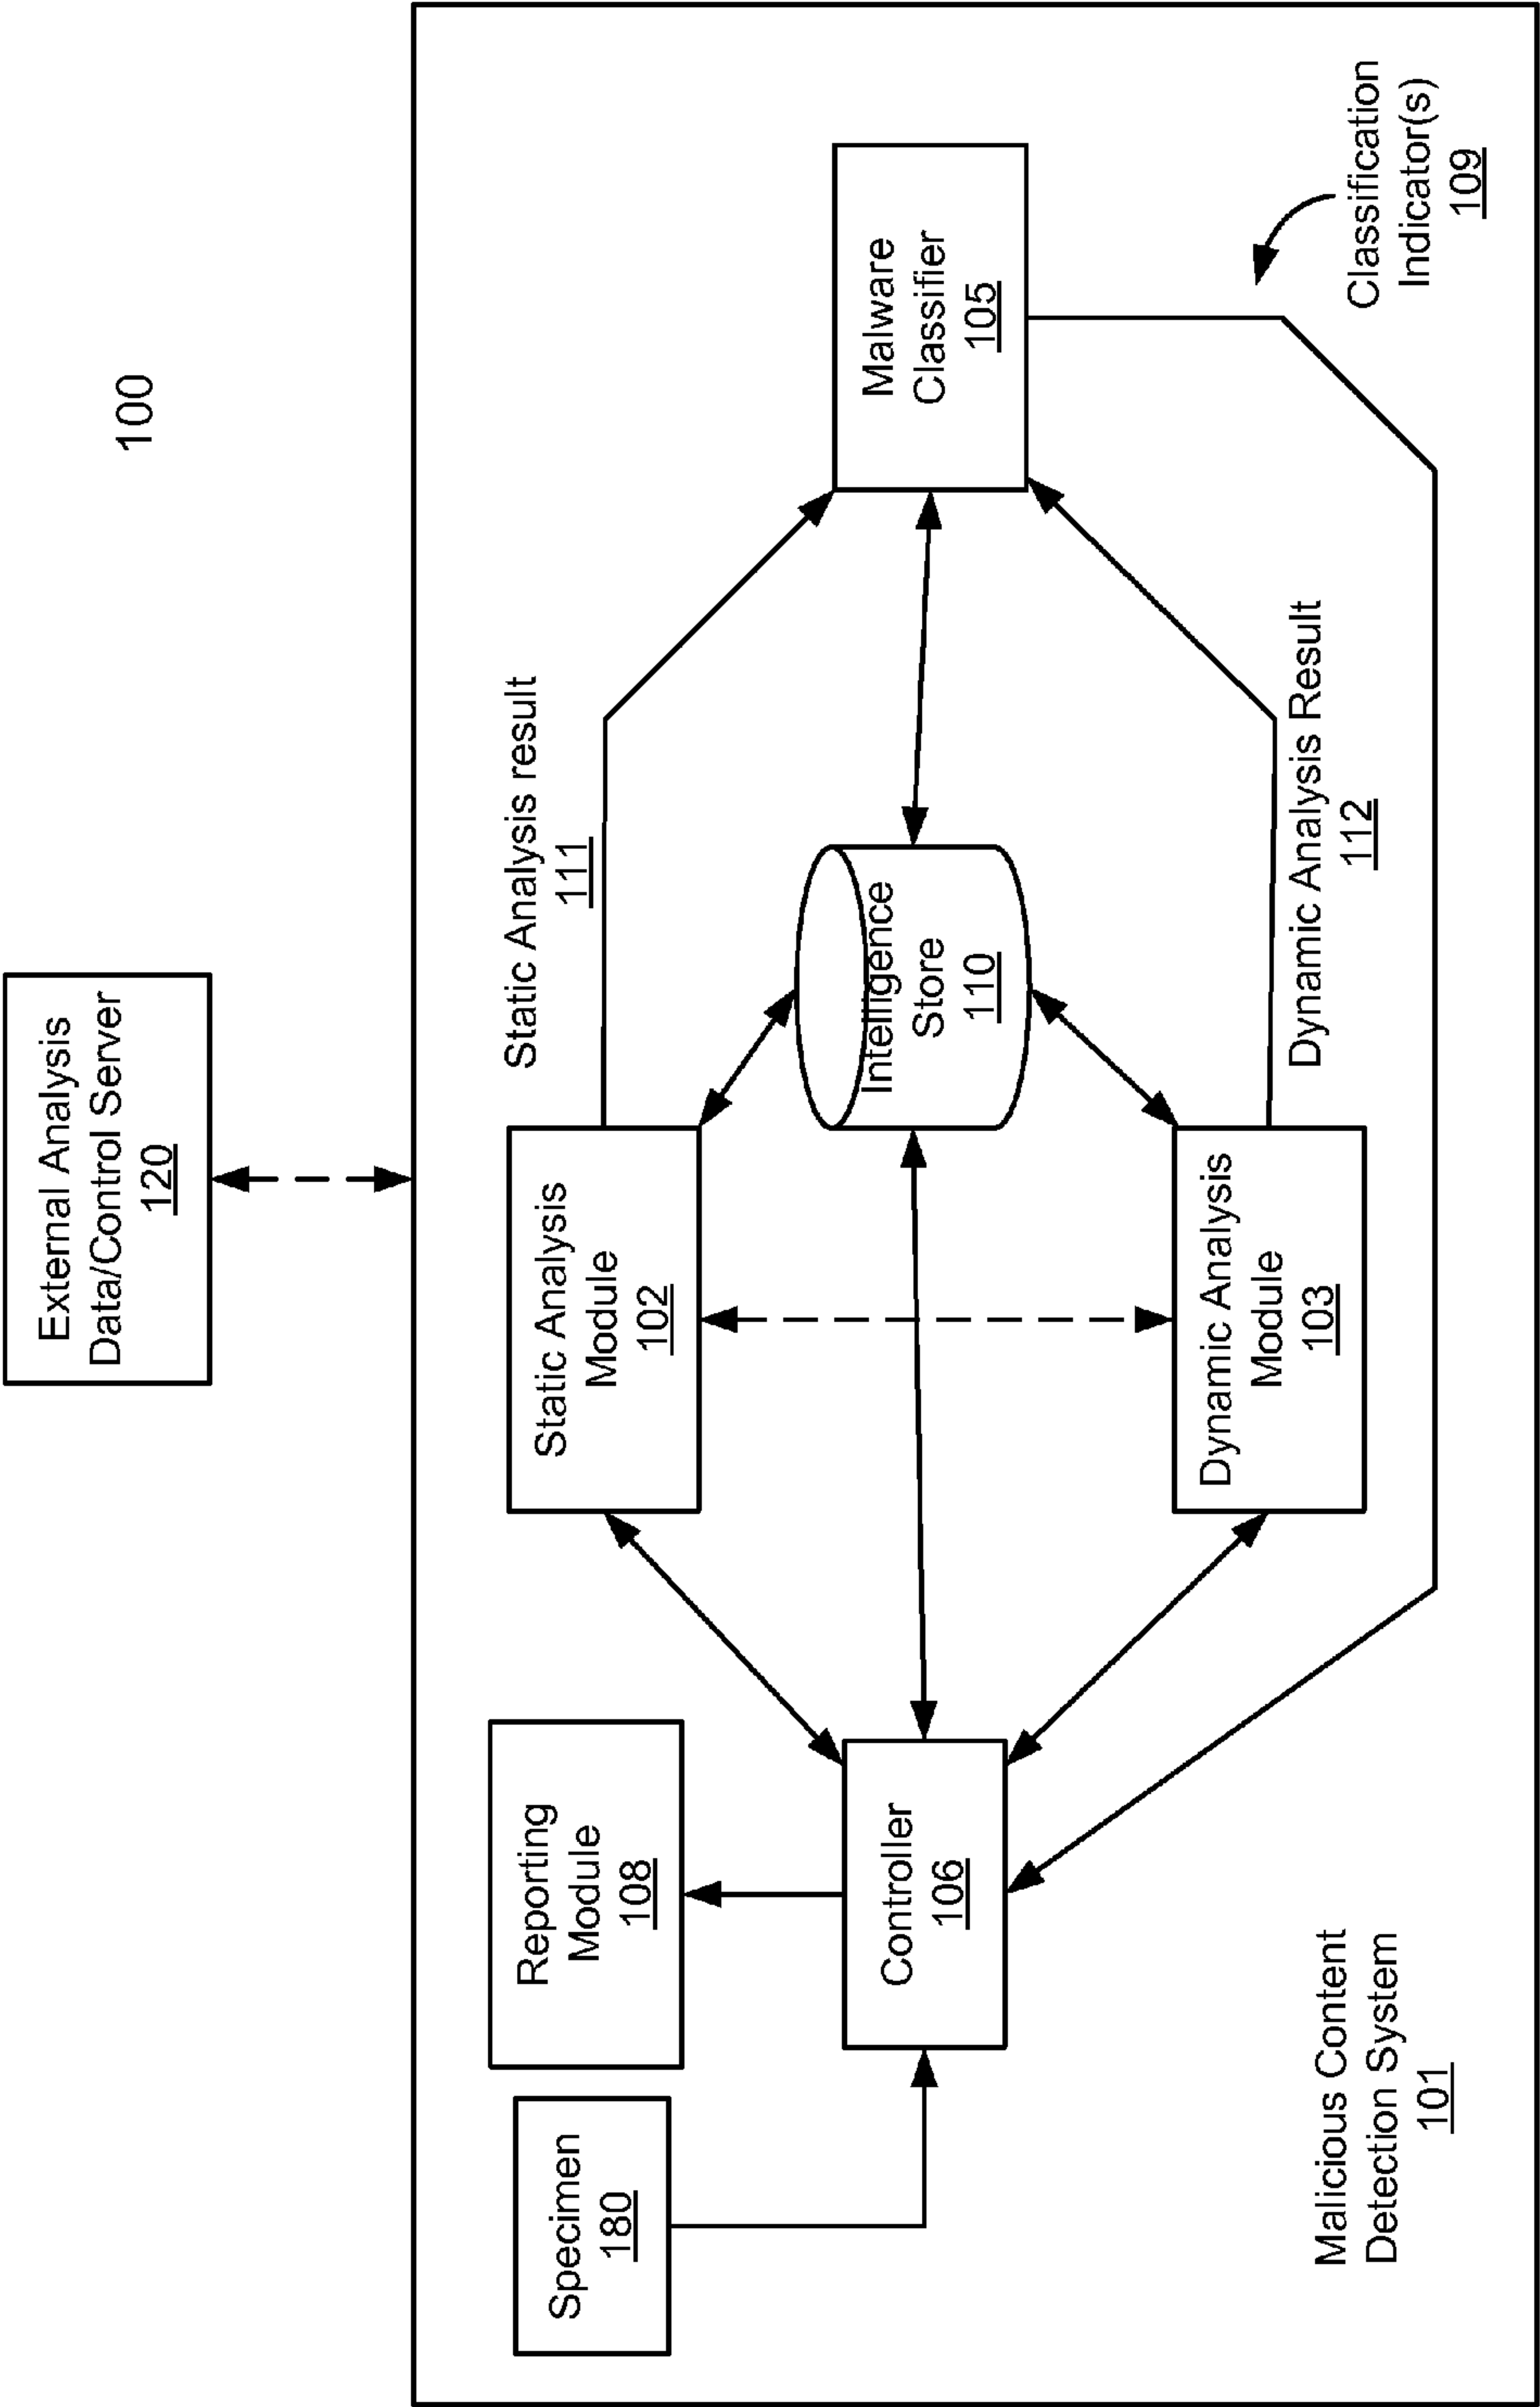 100
External Analysis
Data/Control Server
120
Specimen
180
Reporting
Module
108
Static Analysis
Module
102
Static Analysis result
111
Controller
106
Intelligence
Store
110
Malware
Classifier
105
Dynamic Analysis
Module
103
Dynamic Analysis Result
112
Malicious Content
Detection System
101
Classification
Indicator(s)
109